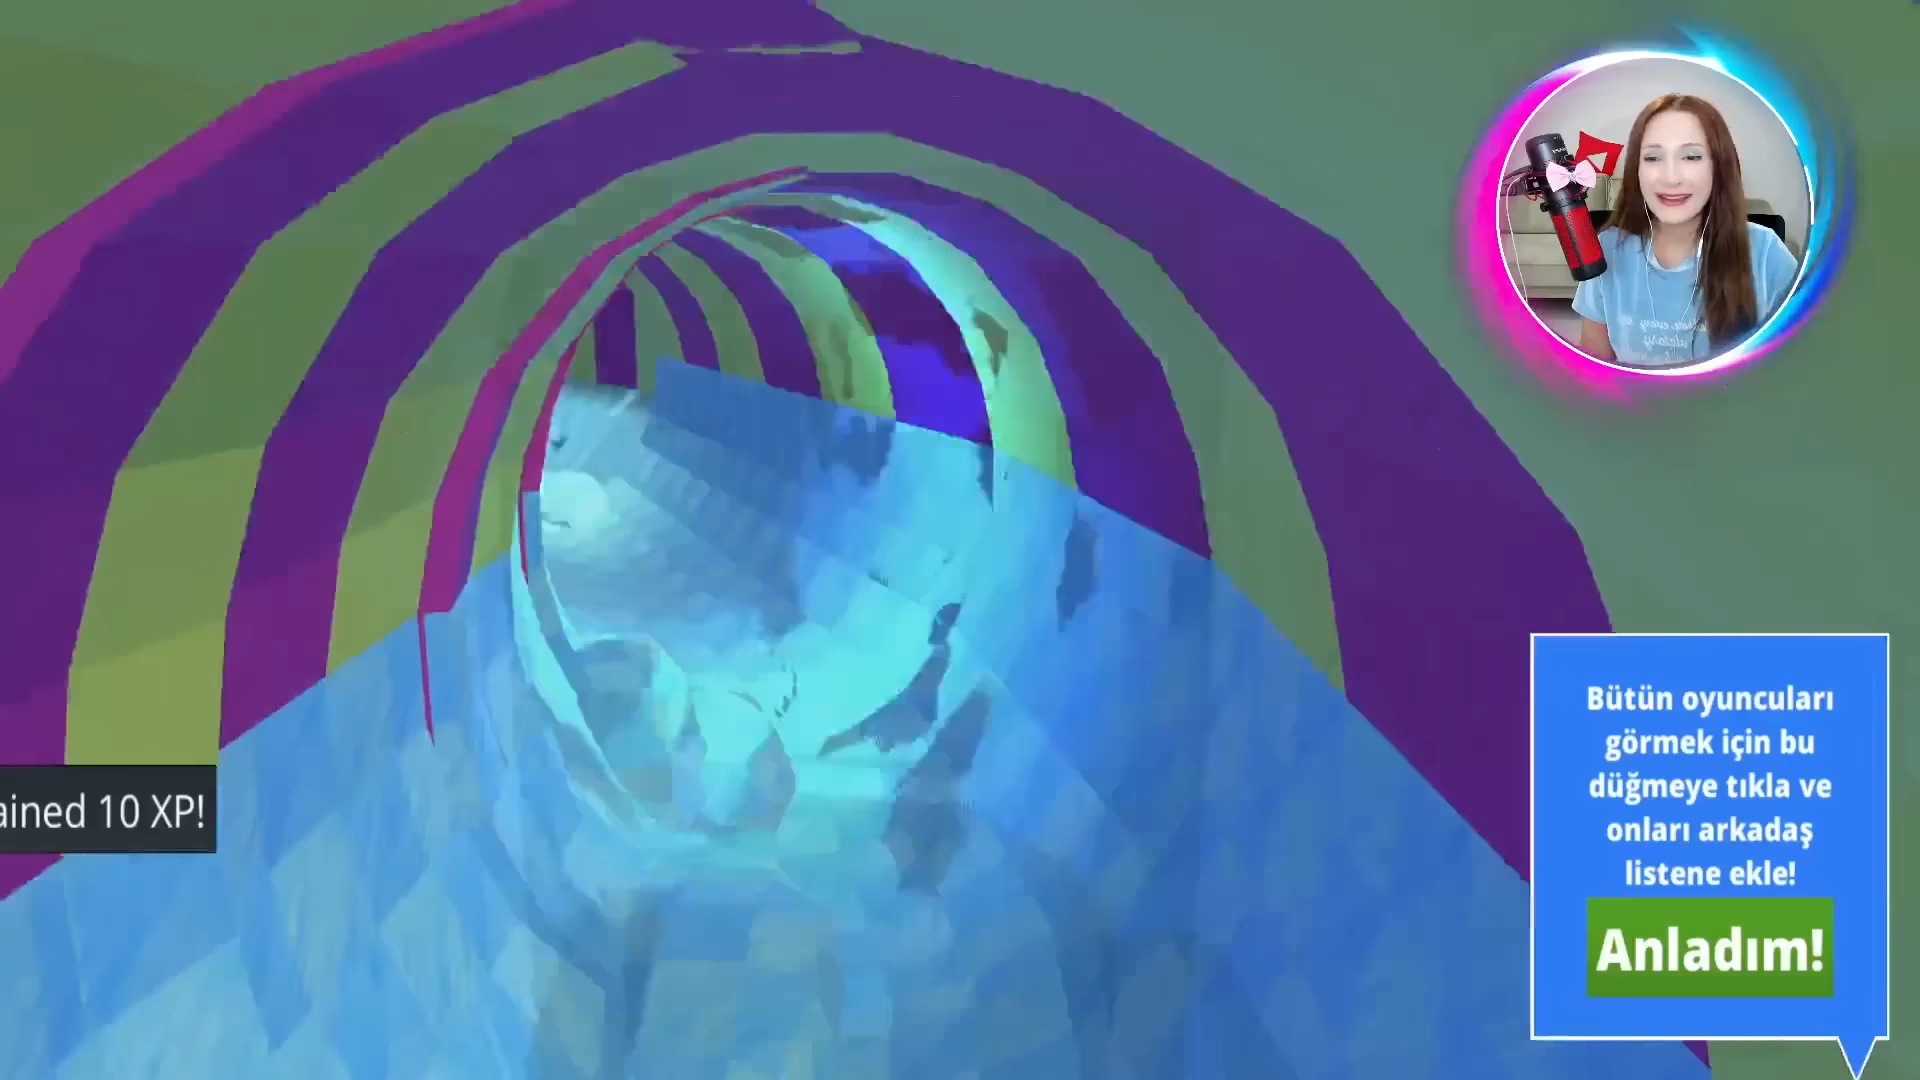 ained 10 XP!
Bütün oyuncuları
görmek için bu
düğmeye tıkla ve
onları arkadaş
listene ekle!
Anladım!